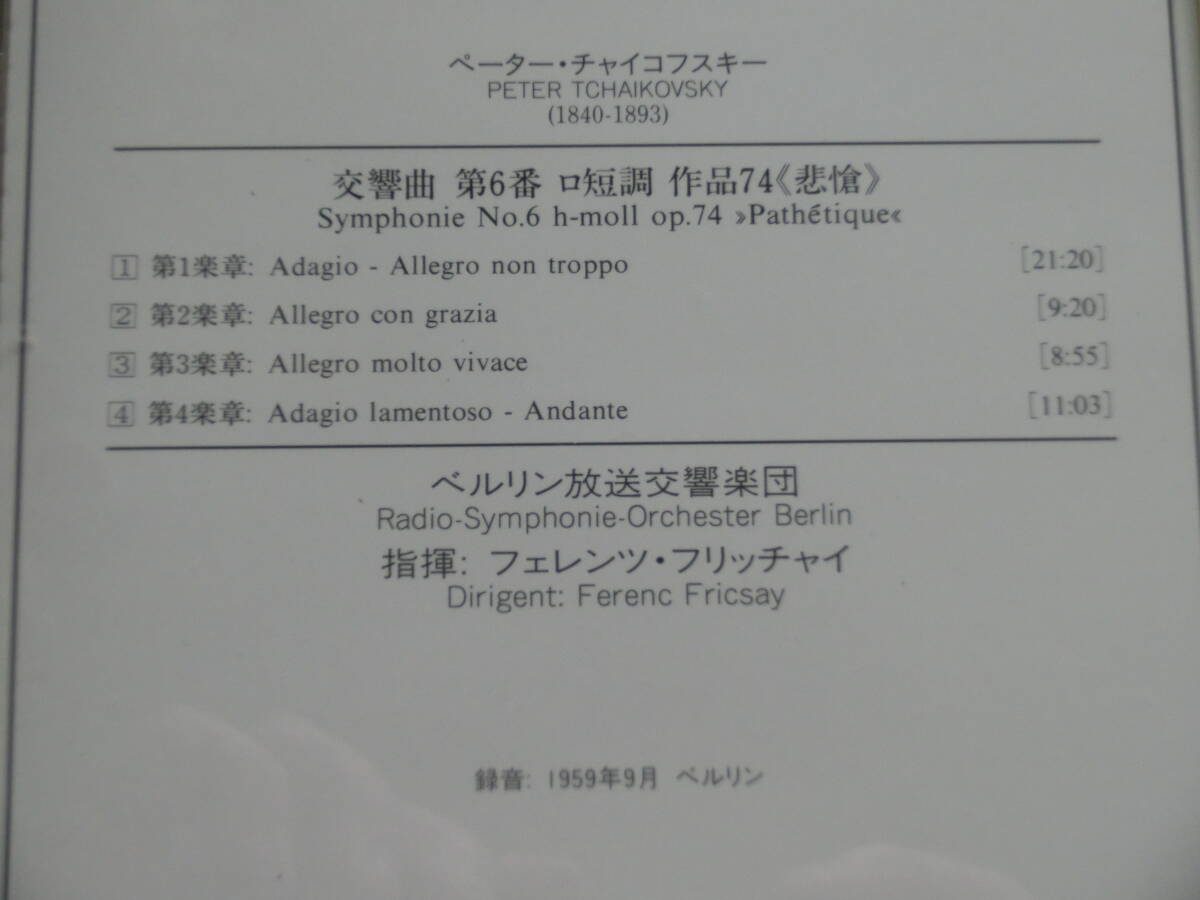 ペーター・チャイコフスキー
PETER TCHAIKOVSKY
(1840-1893)
交響曲 第6番 ロ短調 作品74《悲愴》
Symphonie No.6 h-moll op.74 »Pathétique«
1 第1楽章: Adagio - Allegro non troppo [21:20]
2 第2楽章: Allegro con grazia [9:20]
3 第3楽章: Allegro molto vivace [8:55]
4 第4楽章: Adagio lamentoso - Andante [11:03]
ベルリン放送交響楽団
Radio-Symphonie-Orchester Berlin
指揮: フェレンツ・フリッチャイ
Dirigent: Ferenc Fricsay
録音: 1959年9月 ベルリン